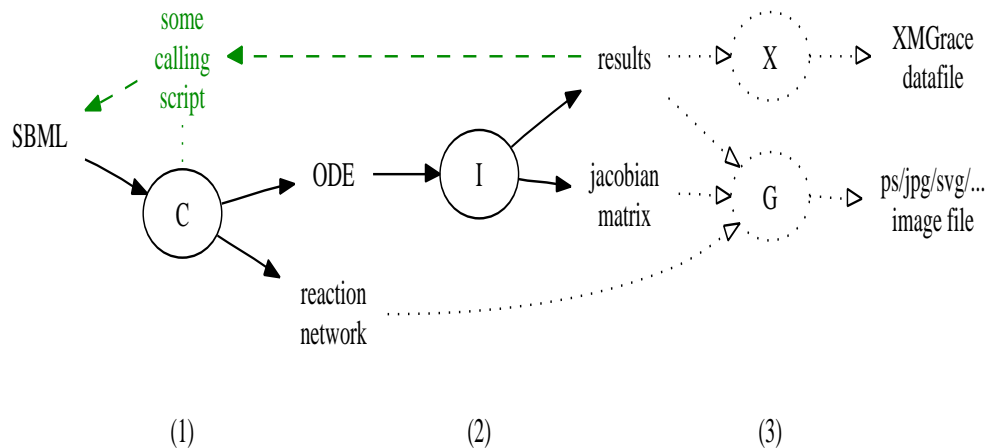 some
calling
script
SBML
C
ODE
reaction
network
I
results
jacobian
matrix
X
G
XMGrace
datafile
ps/jpg/svg/...
image file
(1)
(2)
(3)